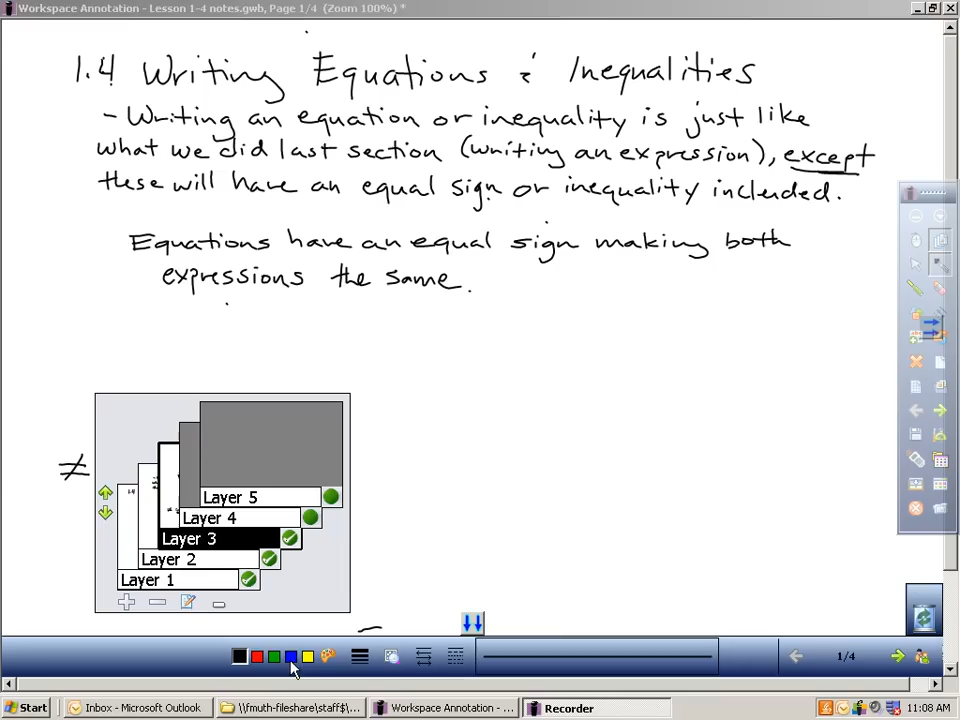 Workspace Annotation - Lesson 1-4 notes.gwb, Page 1/4 (Zoom 100%) *
1.4 Writing Equations & Inequalities
- Writing an equation or inequality is just like
what we did last section (writing an expression), except
these will have an equal sign or inequality included.
Equations have an equal sign making both
expressions the same.
≠
Layer 5
Layer 4
Layer 3
Layer 2
Layer 1
1/4
Start
Inbox - Microsoft Outlook
\\fmuth-fileshare\staff$\...
Workspace Annotation - ...
Recorder
11:08 AM